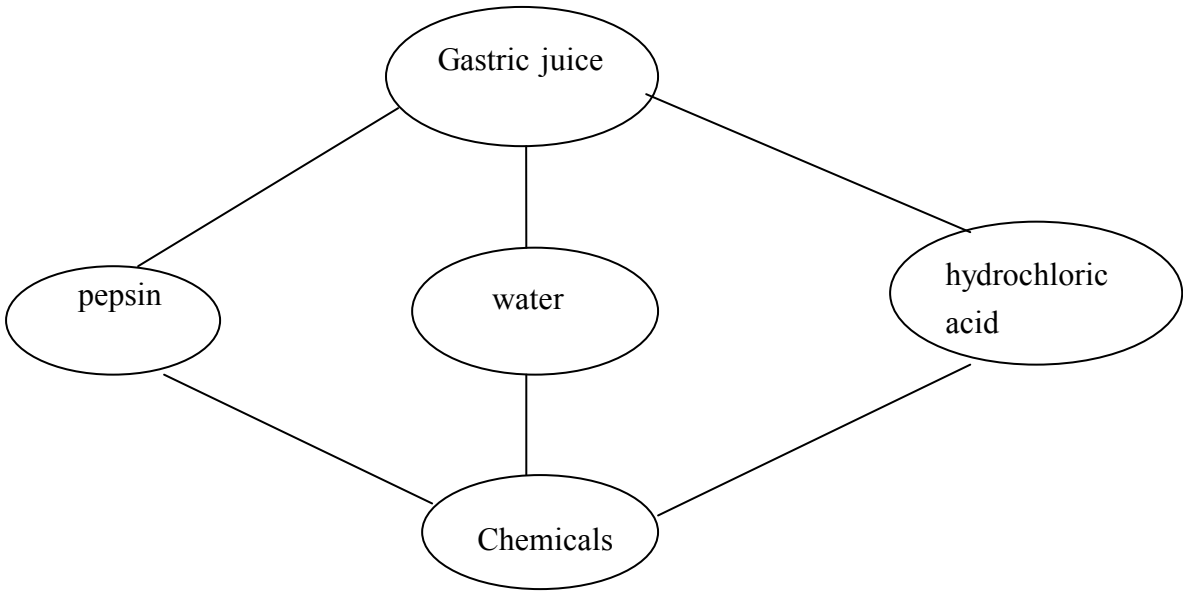 Gastric juice
pepsin
water
hydrochloric
acid
Chemicals